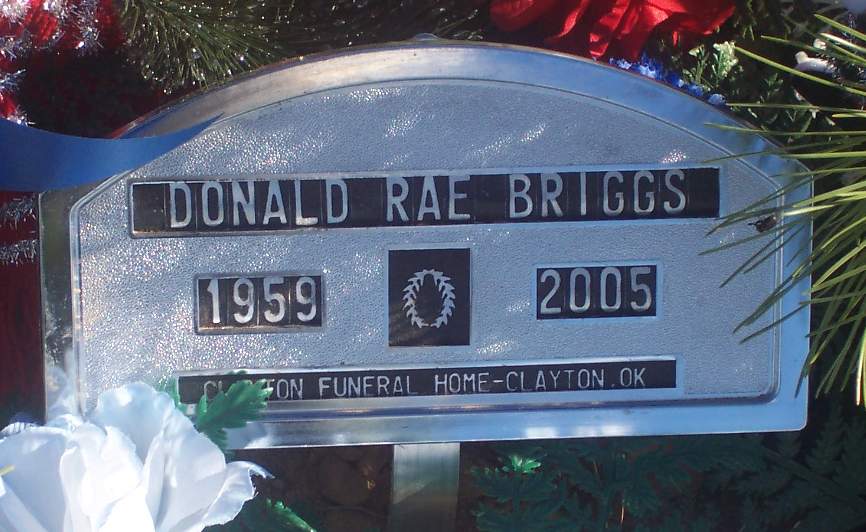 DONALD RAE BRIGGS
1959 2005
FUNERAL HOME-CLAYTON.OK